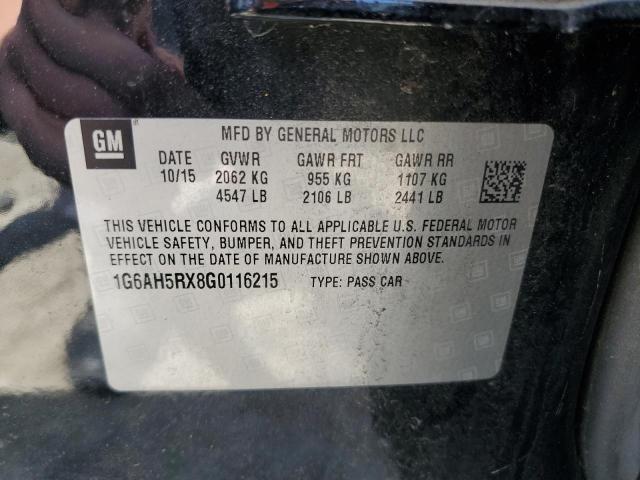 GM
MFD BY GENERAL MOTORS LLC
DATE GVWR GAWR FRT GAWR RR
10/15 2062 KG 955 KG 1107 KG
4547 LB 2106 LB 2441 LB
THIS VEHICLE CONFORMS TO ALL APPLICABLE U.S. FEDERAL MOTOR
VEHICLE SAFETY, BUMPER, AND THEFT PREVENTION STANDARDS IN
EFFECT ON THE DATE OF MANUFACTURE SHOWN ABOVE.
1G6AH5RX8G0116215 TYPE: PASS CAR